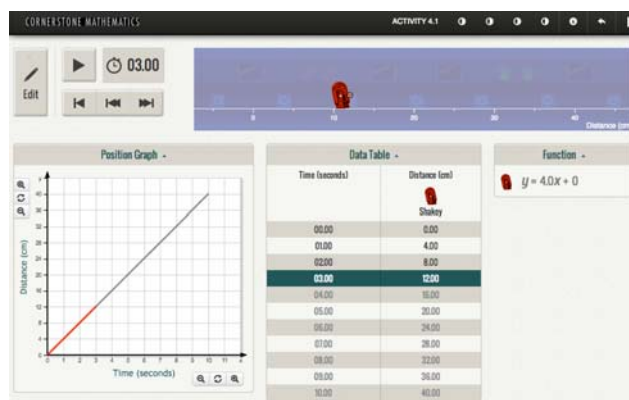 CORNERSTONE MATHEMATICS
ACTIVITY 4.1
03.00
Edit
0 10 20 30 40
Distance (cm)
Position Graph
Data Table
Function
Time (seconds) Distance (cm)
Shakey
y = 4.0x + 0
00.00 0.00
01.00 4.00
02.00 8.00
03.00 12.00
04.00 16.00
05.00 20.00
06.00 24.00
07.00 28.00
08.00 32.00
09.00 36.00
10.00 40.00
Distance (cm)
Time (seconds)